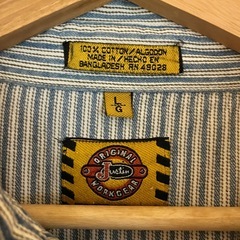 100% COTTON/ALGODON
MADE IN/HECHO EN
BANGLADESH RN 49028
L
G
ORIGINAL
Justin
WORKGEAR